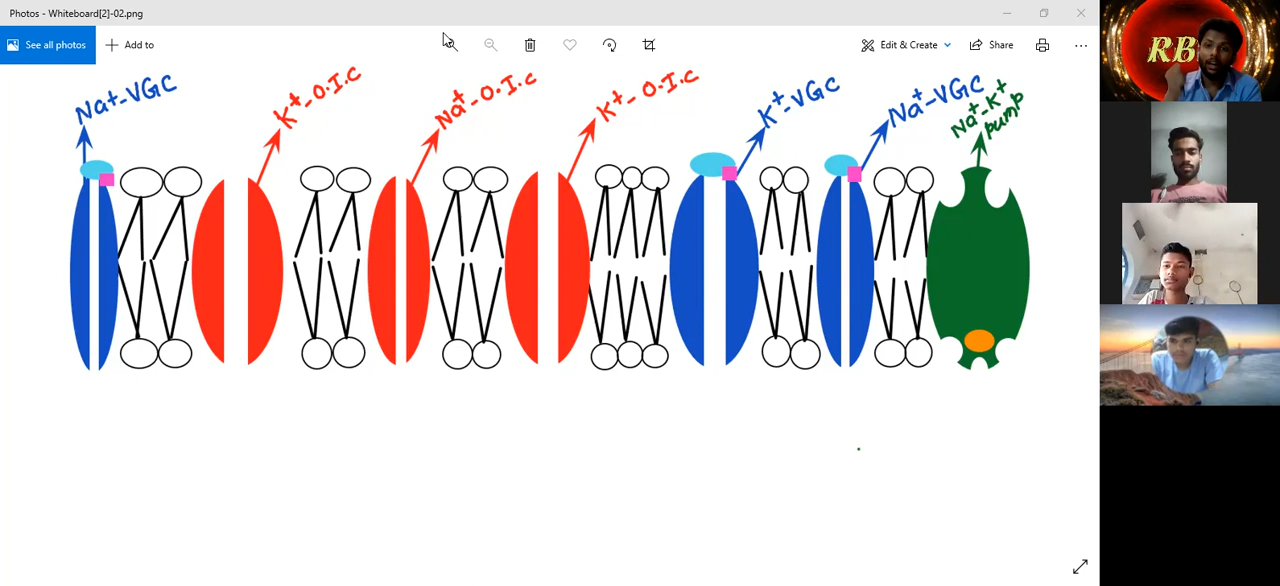 Photos - Whiteboard[2]-02.png
See all photos
Add to
Edit & Create
Share
Na⁺-VGC
K⁺-O.I.C
Na⁺-O.I.C
K⁺-O.I.C
K⁺-VGC
Na⁺-VGC
Na⁺-K⁺
pump
RB